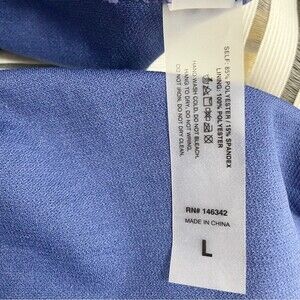 SELF: 85% POLYESTER / 15% SPANDEX
LINING: 100% POLYESTER
HAND WASH COLD. DO NOT BLEACH.
HANG TO DRY. DO NOT WRING.
DO NOT IRON. DO NOT DRY CLEAN.
RN# 146342
MADE IN CHINA
L